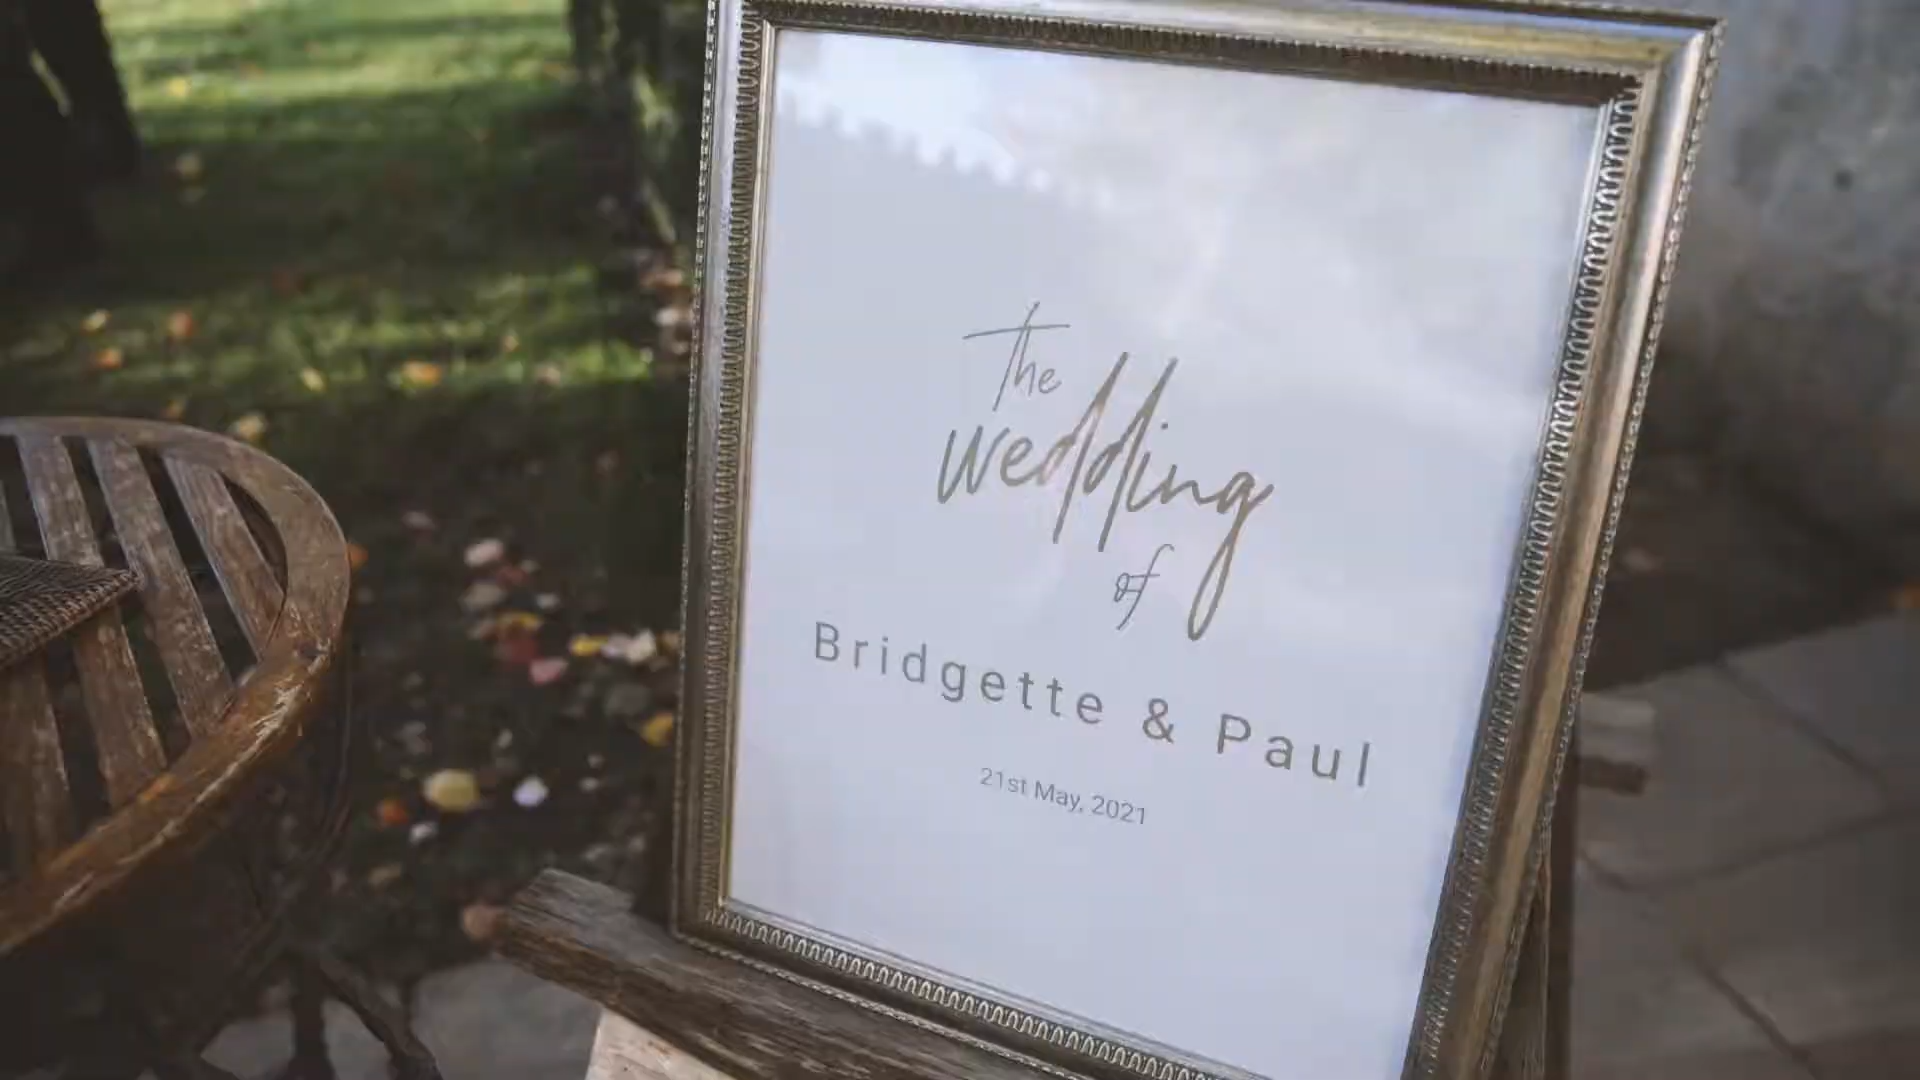 the
wedding
of
Bridgette & Paul
21st May, 2021